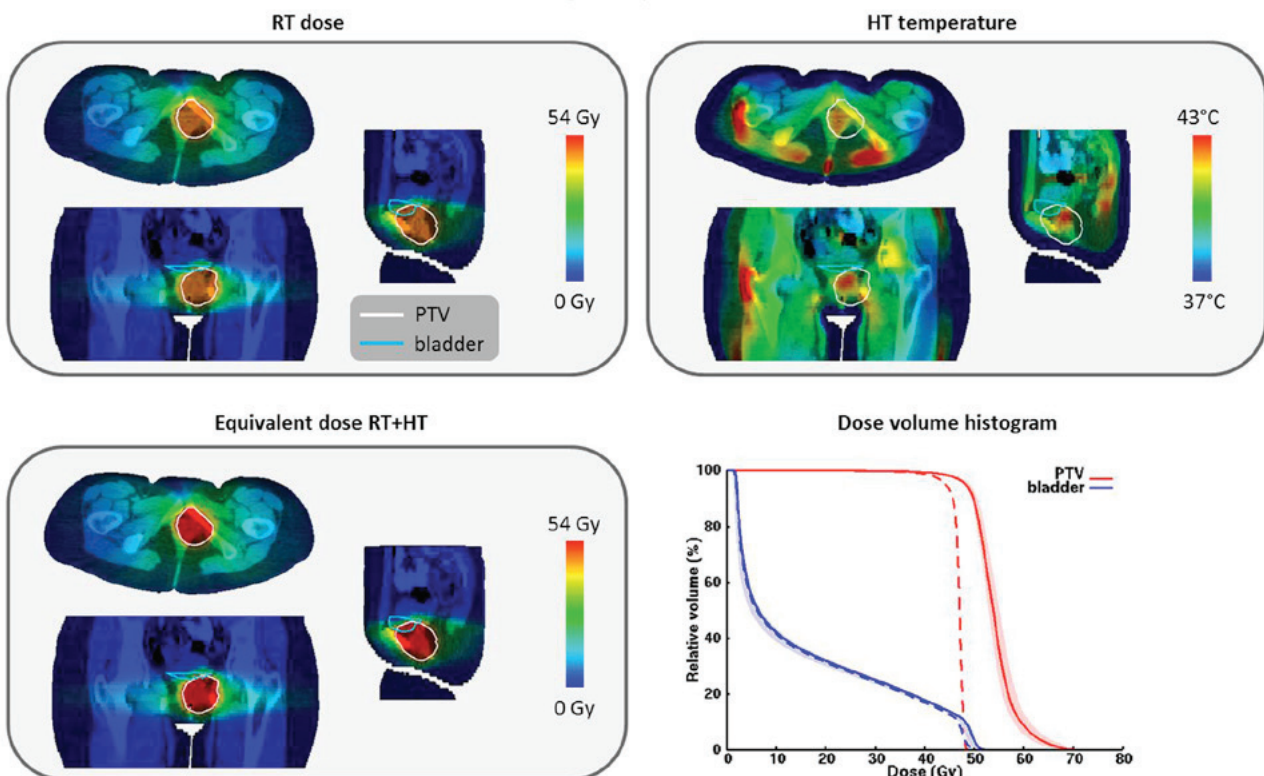 RT dose
54 Gy
0 Gy
PTV
bladder
HT temperature
43°C
37°C
Equivalent dose RT+HT
54 Gy
0 Gy
Dose volume histogram
PTV
bladder
Relative volume (%)
100
80
60
40
20
0
0 10 20 30 40 50 60 70 80
Dose (Gy)